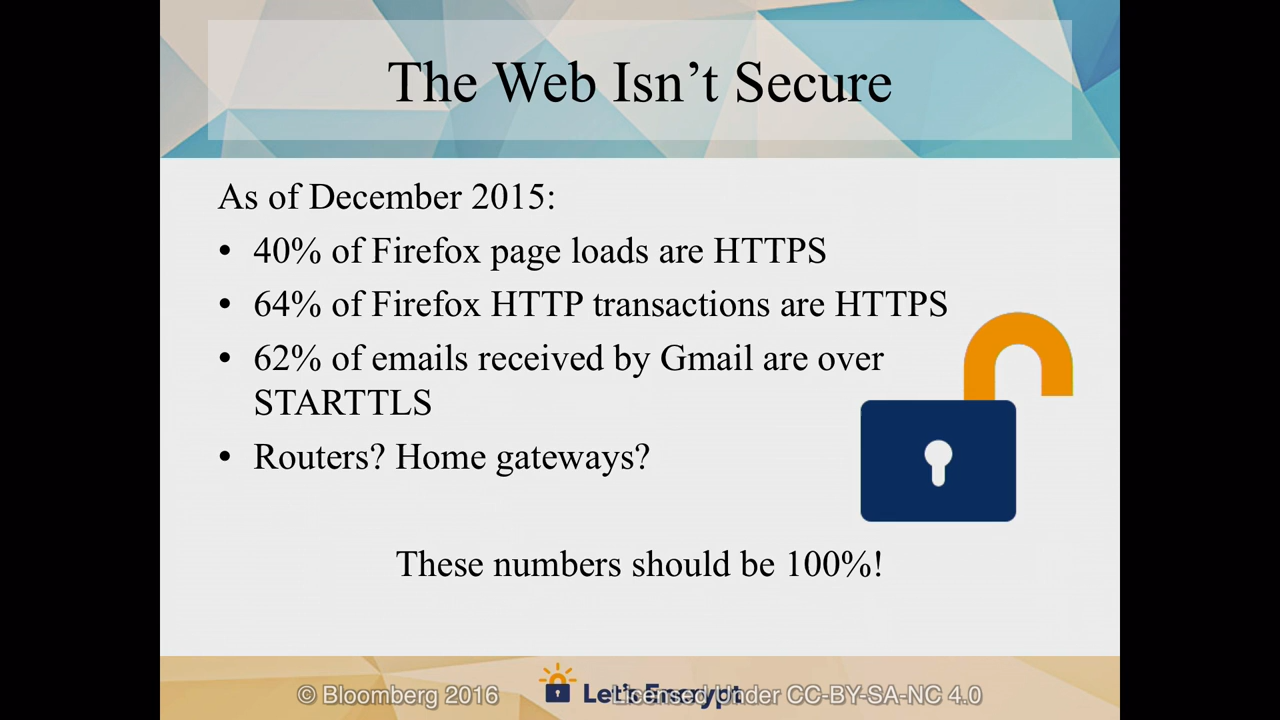 The Web Isn’t Secure
As of December 2015:
• 40% of Firefox page loads are HTTPS
• 64% of Firefox HTTP transactions are HTTPS
• 62% of emails received by Gmail are over
STARTTLS
• Routers? Home gateways?
These numbers should be 100%!
© Bloomberg 2016
Let's Encrypt
Licensed Under CC-BY-SA-NC 4.0